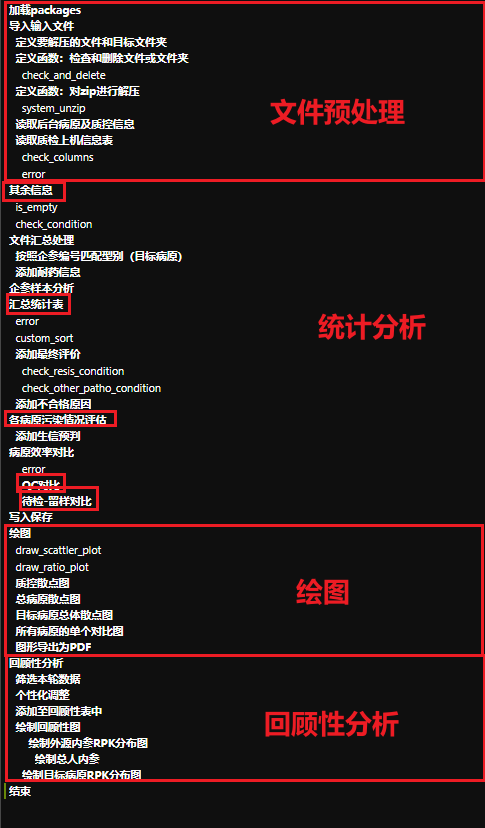 加载packages
导入输入文件
定义要解压的文件和目标文件夹
定义函数：检查和删除文件或文件夹
check_and_delete
定义函数：对zip进行解压
system_unzip
读取后台病原及质控信息
读取质检上机信息表
check_columns
error
文件预处理
其余信息
is_empty
check_condition
文件汇总处理
按照企参编号匹配型别（目标病原）
添加耐药信息
企参样本分析
汇总统计表
error
custom_sort
添加最终评价
check_resis_condition
check_other_patho_condition
添加不合格原因
各病原污染情况评估
添加生信预判
病原效率对比
error
QC对比
待检-留样对比
写入保存
统计分析
绘图
draw_scattler_plot
draw_ratio_plot
质控散点图
总病原散点图
目标病原总体散点图
所有病原的单个对比图
图形导出为PDF
绘图
回顾性分析
筛选本轮数据
个性化调整
添加至回顾性表中
绘制回顾性图
绘制外源内参RPK分布图
绘制总人内参
绘制目标病原RPK分布图
回顾性分析
结束